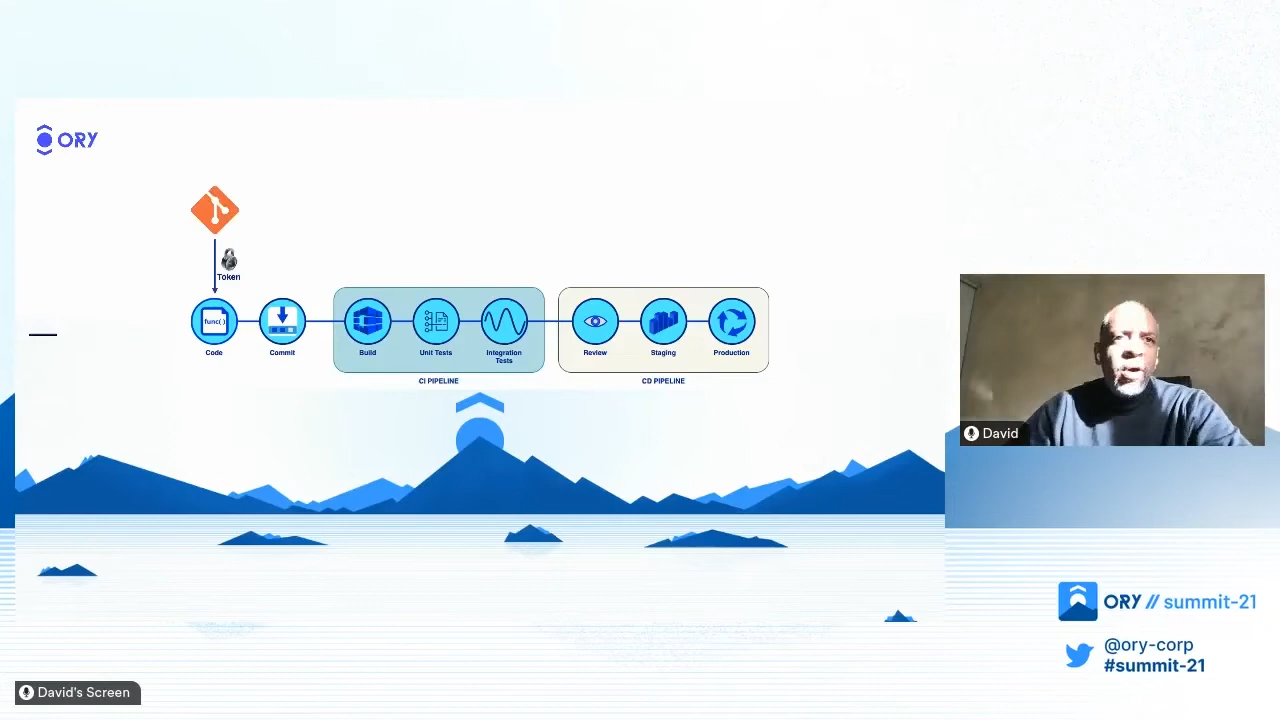 ORY
Token
func()
Code
Commit
Build
Unit Tests
Integration
Tests
Review
Staging
Production
CI PIPELINE
CD PIPELINE
David
ORY // summit-21
@ory-corp
#summit-21
David's Screen